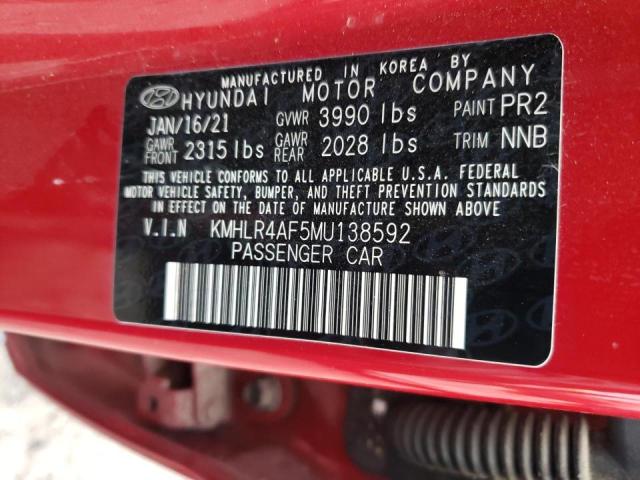 MANUFACTURED IN KOREA BY
HYUNDAI MOTOR COMPANY
JAN/16/21 GVWR 3990 lbs PAINT PR2
GAWR FRONT 2315 lbs GAWR REAR 2028 lbs TRIM NNB
THIS VEHICLE CONFORMS TO ALL APPLICABLE U.S.A. FEDERAL
MOTOR VEHICLE SAFETY, BUMPER, AND THEFT PREVENTION STANDARDS
IN EFFECT ON THE DATE OF MANUFACTURE SHOWN ABOVE.
V.I.N KMHLR4AF5MU138592
PASSENGER CAR